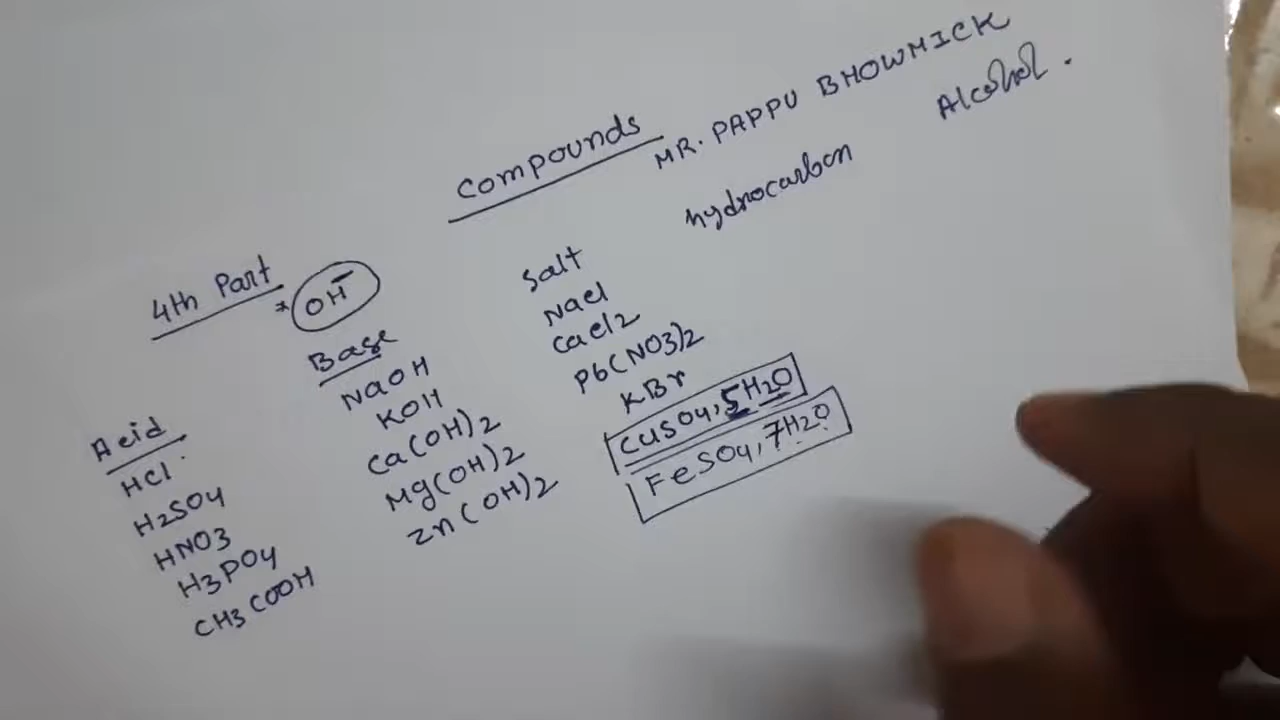 Compounds
MR. PAPPU BHOWMICK
Alcohol.
hydrocarbon
4th Part
* OH⁻
Acid
HCl
H2SO4
HNO3
H3PO4
CH3COOH
Base
NaOH
KOH
Ca(OH)2
Mg(OH)2
Zn(OH)2
Salt
NaCl
CaCl2
Pb(NO3)2
KBr
CuSO4, 5H2O
FeSO4, 7H2O